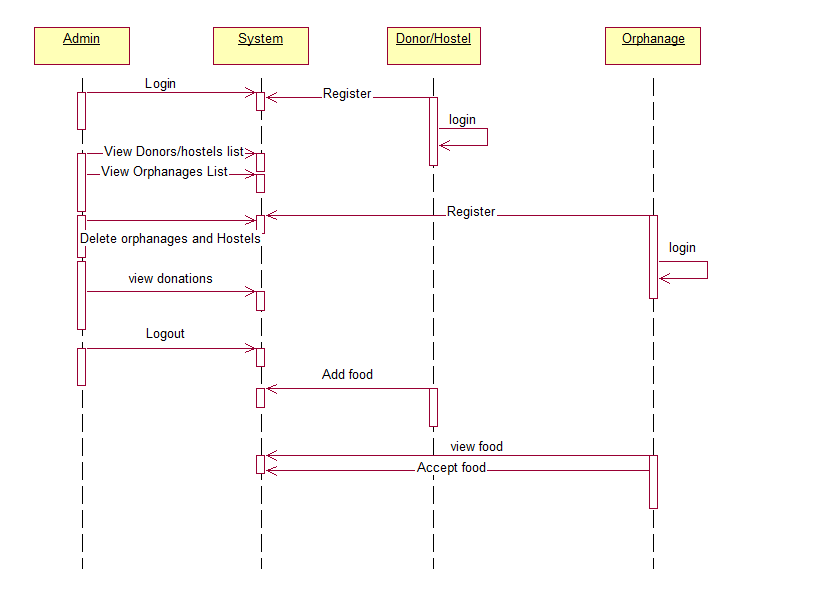 Admin
System
Donor/Hostel
Orphanage
Login
Register
login
View Donors/hostels list
View Orphanages List
Register
Delete orphanages and Hostels
login
view donations
Logout
Add food
view food
Accept food